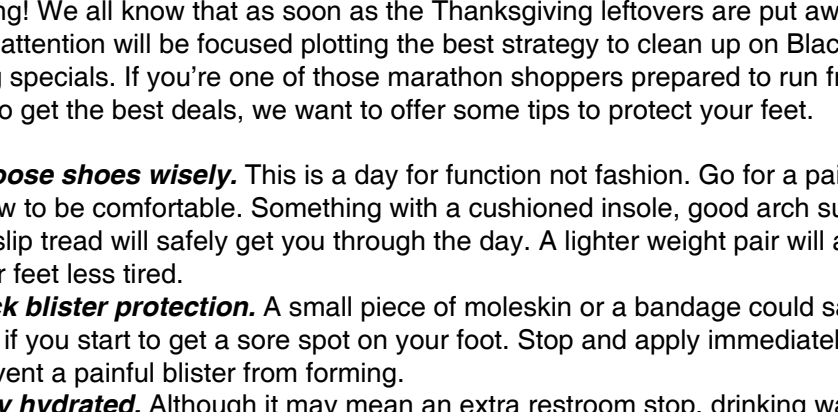 ng! We all know that as soon as the Thanksgiving leftovers are put aw
attention will be focused plotting the best strategy to clean up on Blac
g specials. If you're one of those marathon shoppers prepared to run fr
o get the best deals, we want to offer some tips to protect your feet.
oose shoes wisely. This is a day for function not fashion. Go for a pai
w to be comfortable. Something with a cushioned insole, good arch su
slip tread will safely get you through the day. A lighter weight pair will a
r feet less tired.
ck blister protection. A small piece of moleskin or a bandage could sa
if you start to get a sore spot on your foot. Stop and apply immediatel
vent a painful blister from forming.
y hydrated. Although it may mean an extra restroom stop, drinking wa